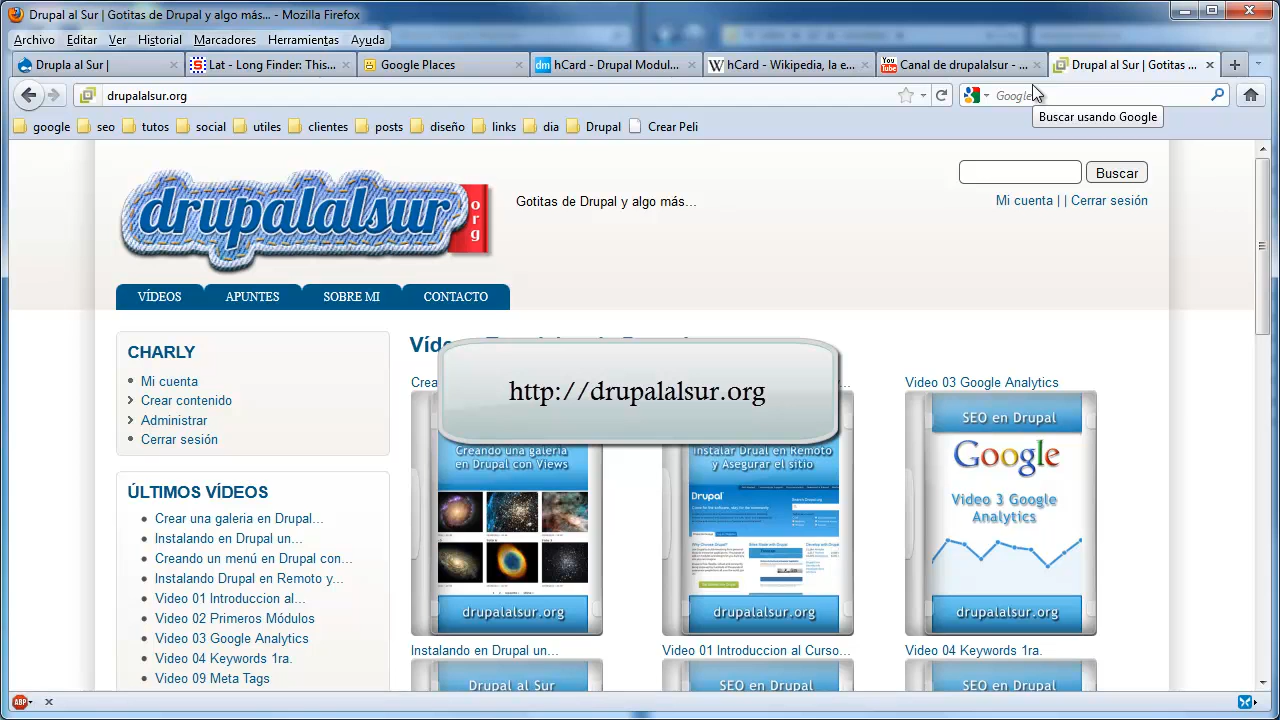 Drupal al Sur | Gotitas de Drupal y algo más... - Mozilla Firefox
Archivo Editar Ver Historial Marcadores Herramientas Ayuda
Drupla al Sur |
Lat - Long Finder: This...
Google Places
hCard - Drupal Modul...
hCard - Wikipedia, la e...
Canal de drupalalsur - ...
Drupal al Sur | Gotitas ...
drupalalsur.org
Google
Buscar usando Google
google seo tutos social utiles clientes posts diseño links dia Drupal Crear Peli
drupalalsur
org
Gotitas de Drupal y algo más...
Buscar
Mi cuenta | | Cerrar sesión
VÍDEOS APUNTES SOBRE MI CONTACTO
CHARLY
Mi cuenta
Crear contenido
Administrar
Cerrar sesión
ÚLTIMOS VÍDEOS
Crear una galeria en Drupal...
Instalando en Drupal un...
Creando un menú en Drupal con...
Instalando Drupal en Remoto y...
Video 01 Introduccion al...
Video 02 Primeros Módulos
Video 03 Google Analytics
Video 04 Keywords 1ra.
Video 09 Meta Tags
http://drupalalsur.org
Video 03 Google Analytics
Creando una galería
en Drupal con Views
drupalalsur.org
Instalar Drual en Remoto
y Asegurar el sitio
Drupal
drupalalsur.org
SEO en Drupal
Google
Video 3 Google
Analytics
drupalalsur.org
Instalando en Drupal un...
Video 01 Introduccion al Curso...
Video 04 Keywords 1ra.
Drupal al Sur
SEO en Drupal
SEO en Drupal
ABP